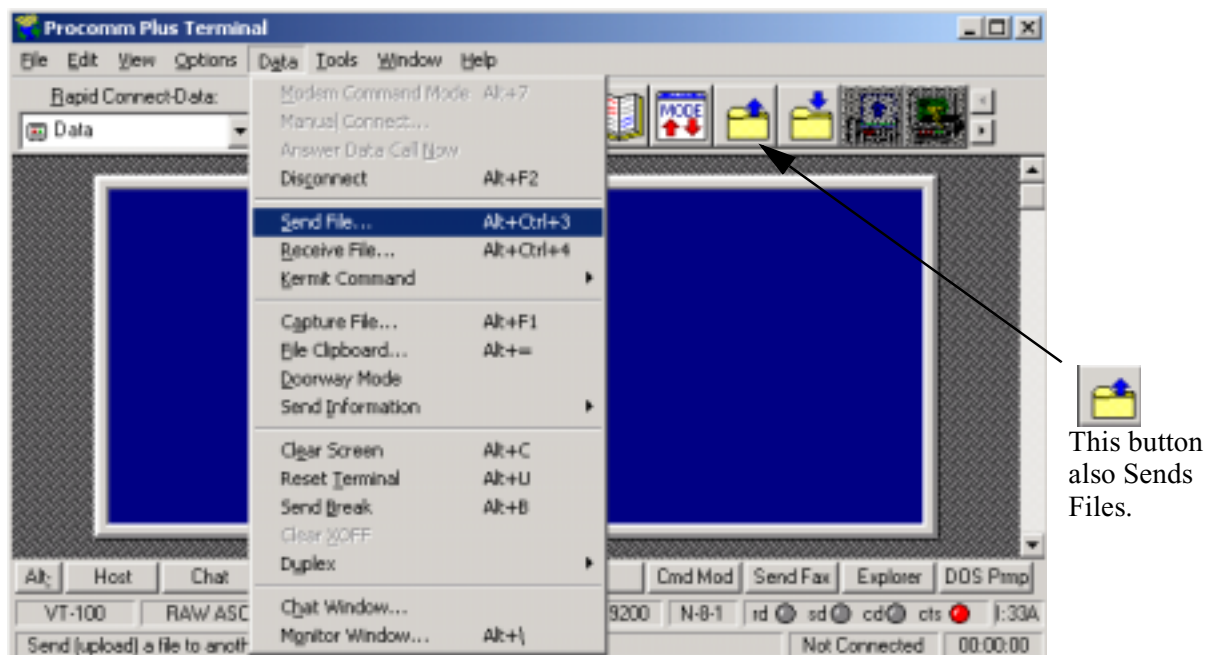 Procomm Plus Terminal
File Edit View Options Data Tools Window Help
Rapid Connect-Data:
Data
MODE
Modem Command Mode Alt+7
Manual Connect...
Answer Data Call Now
Disconnect Alt+F2
Send File... Alt+Ctrl+3
Receive File... Alt+Ctrl+4
Kermit Command
Capture File... Alt+F1
File Clipboard... Alt+=
Doorway Mode
Send Information
Clear Screen Alt+C
Reset Terminal Alt+U
Send Break Alt+B
Clear XOFF
Duplex
Chat Window...
Monitor Window... Alt+\
This button
also Sends
Files.
Alt: Host Chat Cmd Mod Send Fax Explorer DOS Prmp
VT-100 RAW ASC 9200 N-8-1 rd sd cd cts :33A
Send (upload) a file to anoth Not Connected 00:00:00